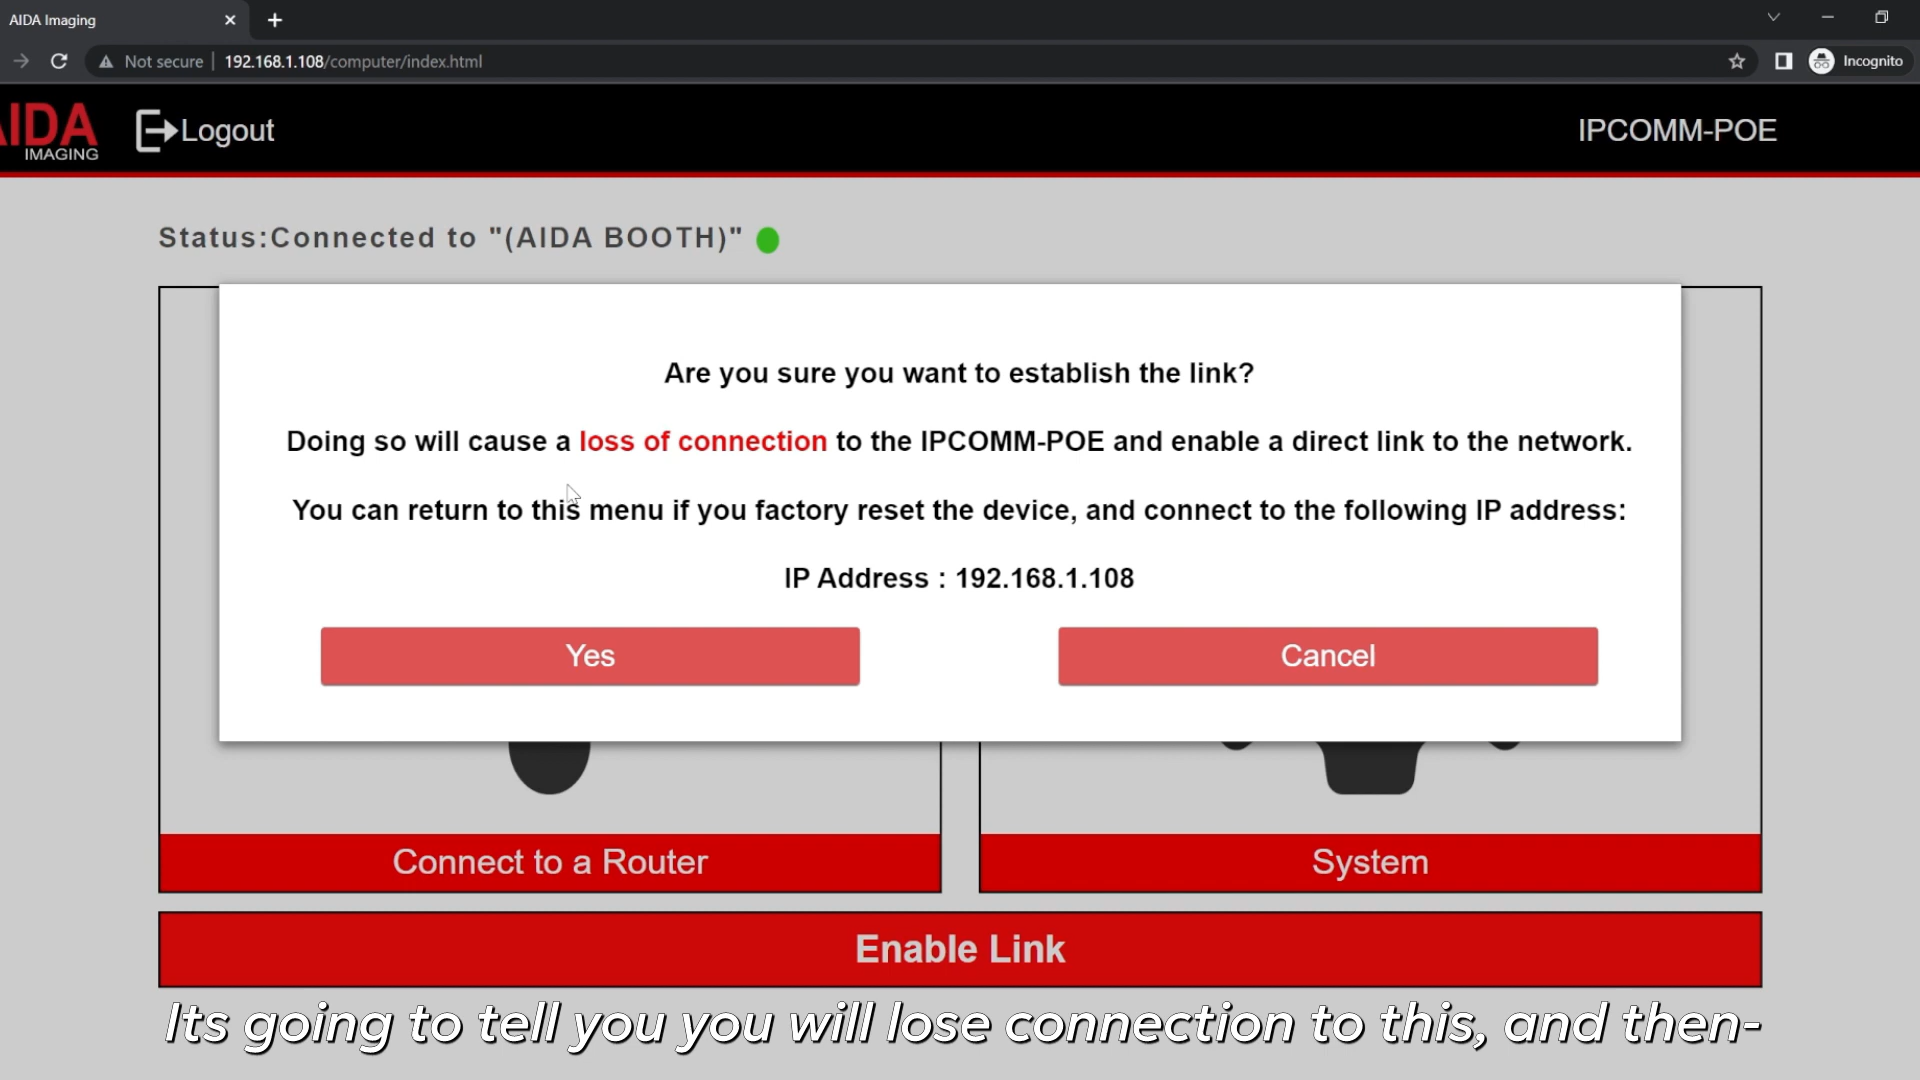 AIDA Imaging
Not secure
192.168.1.108/computer/index.html
Incognito
AIDA
IMAGING
Logout
IPCOMM-POE
Status:Connected to "(AIDA BOOTH)"
Are you sure you want to establish the link?
Doing so will cause a loss of connection to the IPCOMM-POE and enable a direct link to the network.
You can return to this menu if you factory reset the device, and connect to the following IP address:
IP Address : 192.168.1.108
Yes
Cancel
Connect to a Router
System
Enable Link
Its going to tell you you will lose connection to this, and then-